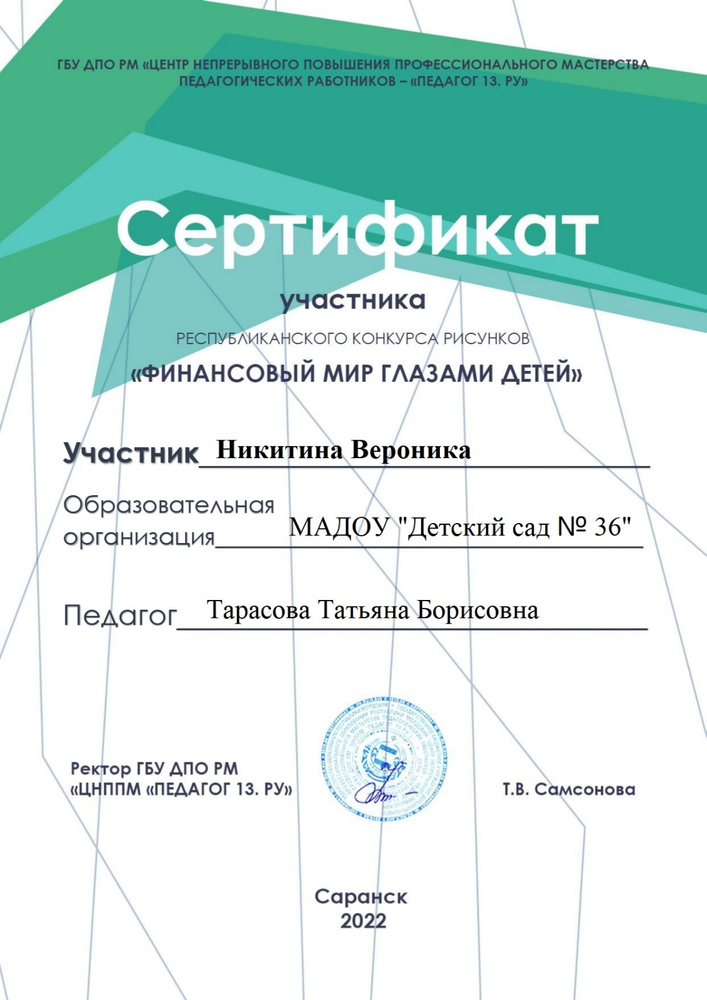 ГБУ ДПО РМ «ЦЕНТР НЕПРЕРЫВНОГО ПОВЫШЕНИЯ ПРОФЕССИОНАЛЬНОГО МАСТЕРСТВА
ПЕДАГОГИЧЕСКИХ РАБОТНИКОВ – «ПЕДАГОГ 13. РУ»
Сертификат
участника
РЕСПУБЛИКАНСКОГО КОНКУРСА РИСУНКОВ
«ФИНАНСОВЫЙ МИР ГЛАЗАМИ ДЕТЕЙ»
Участник Никитина Вероника
Образовательная
организация МАДОУ "Детский сад № 36"
Педагог Тарасова Татьяна Борисовна
Ректор ГБУ ДПО РМ
«ЦНППМ «ПЕДАГОГ 13. РУ» Т.В. Самсонова
Саранск
2022